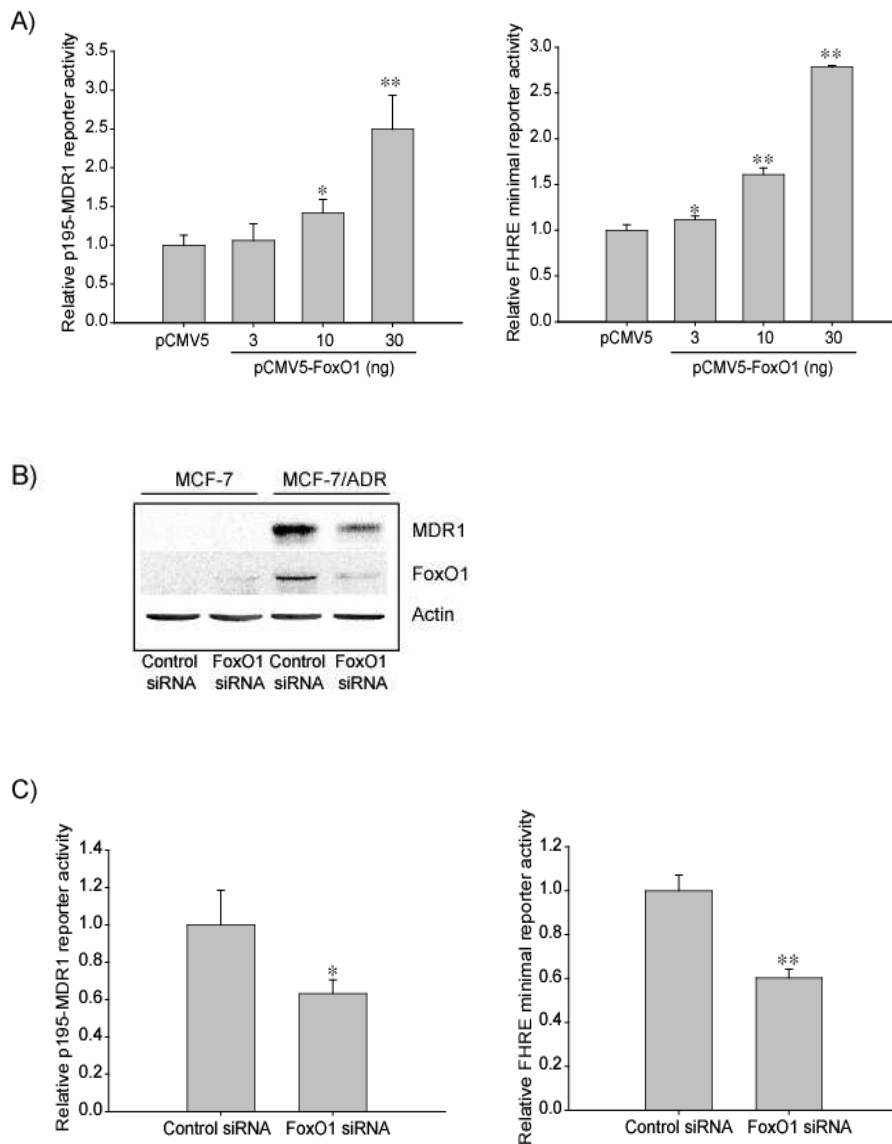 A)
Relative p195-MDR1 reporter activity
3.5
3.0
2.5
2.0
1.5
1.0
0.5
0.0
*
**
pCMV5
3
10
30
pCMV5-FoxO1 (ng)
Relative FHRE minimal reporter activity
3.0
2.5
2.0
1.5
1.0
0.5
0.0
*
**
**
pCMV5
3
10
30
pCMV5-FoxO1 (ng)
B)
MCF-7
MCF-7/ADR
MDR1
FoxO1
Actin
Control siRNA
FoxO1 siRNA
Control siRNA
FoxO1 siRNA
C)
Relative p195-MDR1 reporter activity
1.4
1.2
1.0
0.8
0.6
0.4
0.2
0.0
*
Control siRNA
FoxO1 siRNA
Relative FHRE minimal reporter activity
1.2
1.0
0.8
0.6
0.4
0.2
0.0
**
Control siRNA
FoxO1 siRNA